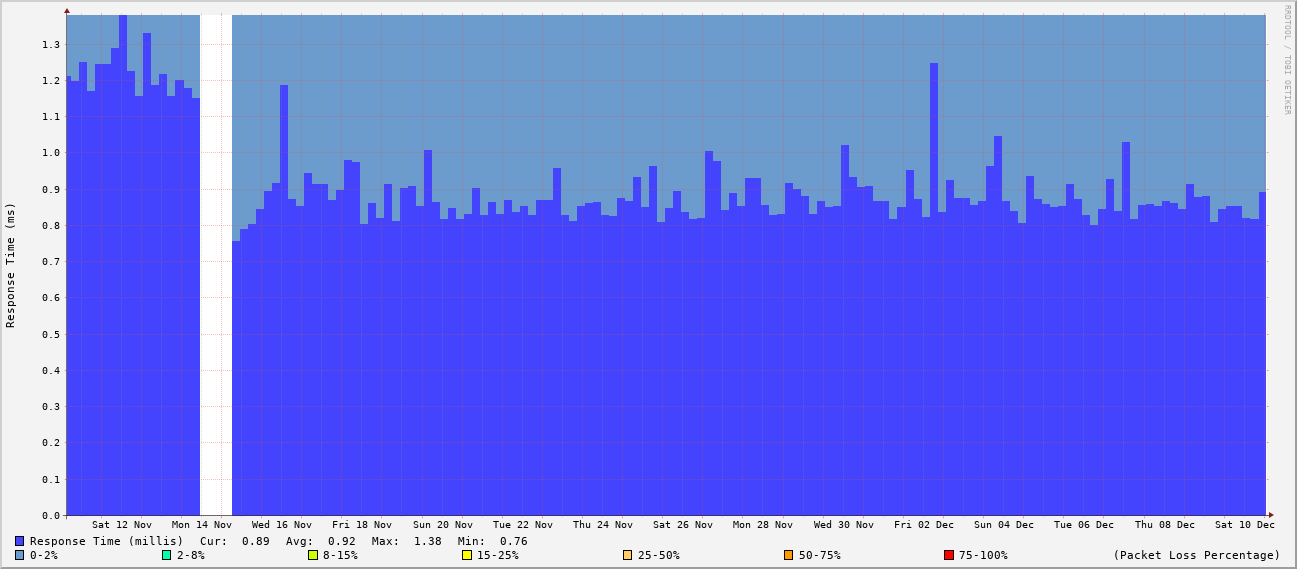 RRDTOOL / TOBI OETIKER
Response Time (ms)
1.3
1.2
1.1
1.0
0.9
0.8
0.7
0.6
0.5
0.4
0.3
0.2
0.1
0.0
Sat 12 Nov Mon 14 Nov Wed 16 Nov Fri 18 Nov Sun 20 Nov Tue 22 Nov Thu 24 Nov Sat 26 Nov Mon 28 Nov Wed 30 Nov Fri 02 Dec Sun 04 Dec Tue 06 Dec Thu 08 Dec Sat 10 Dec
Response Time (millis) Cur: 0.89 Avg: 0.92 Max: 1.38 Min: 0.76
0-2% 2-8% 8-15% 15-25% 25-50% 50-75% 75-100% (Packet Loss Percentage)